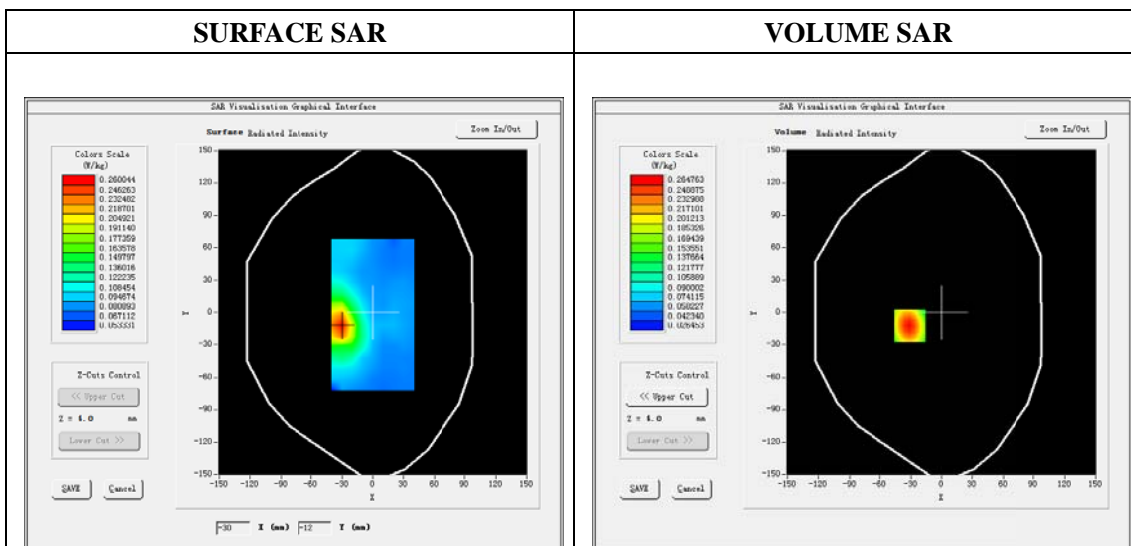 SURFACE SAR
VOLUME SAR
SAR Visualisation Graphical Interface
Surface Radiated Intensity
Zoom In/Out
Colors Scale
(W/kg)
0.260044
0.246263
0.232482
0.218701
0.204921
0.191140
0.177359
0.163578
0.149797
0.136016
0.122235
0.108454
0.094674
0.080893
0.067112
0.053331
Z-Cuts Control
<< Upper Cut
Z = 4.0 mm
Lower Cut >>
SAVE
Cancel
150
120
90
60
30
0
-30
-60
-90
-120
-150
Y
-150 -120 -90 -60 -30 0 30 60 90 120 150
X
-30 X (mm) -12 Y (mm)
SAR Visualisation Graphical Interface
Volume Radiated Intensity
Zoom In/Out
Colors Scale
(W/kg)
0.264763
0.248875
0.232988
0.217101
0.201213
0.185326
0.169439
0.153551
0.137664
0.121777
0.105889
0.090002
0.074115
0.058227
0.042340
0.026453
Z-Cuts Control
<< Upper Cut
Z = 4.0 mm
Lower Cut >>
SAVE
Cancel
150
120
90
60
30
0
-30
-60
-90
-120
-150
Y
-150 -120 -90 -60 -30 0 30 60 90 120 150
X